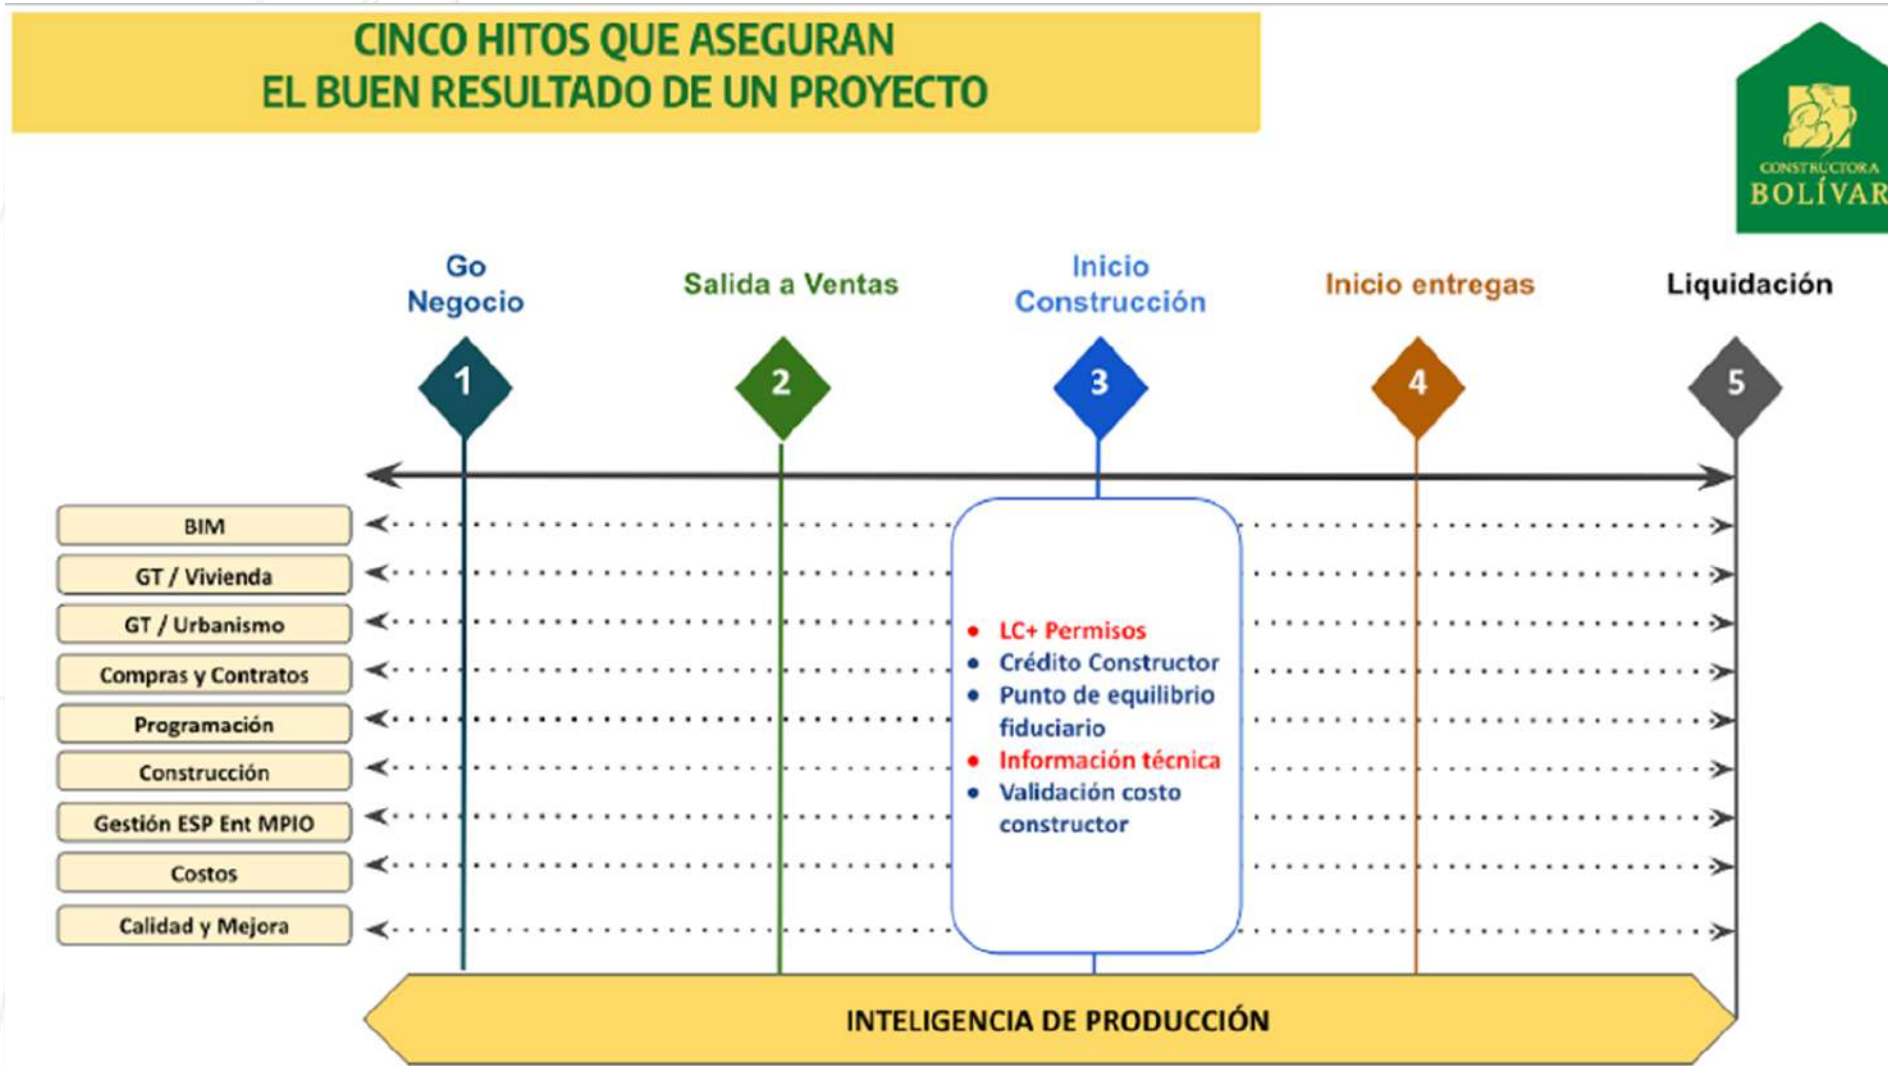 CINCO HITOS QUE ASEGURAN
EL BUEN RESULTADO DE UN PROYECTO
CONSTRUCTORA
BOLÍVAR
Go
Negocio
Salida a Ventas
Inicio
Construcción
Inicio entregas
Liquidación
1
2
3
4
5
BIM
GT / Vivienda
GT / Urbanismo
Compras y Contratos
Programación
Construcción
Gestión ESP Ent MPIO
Costos
Calidad y Mejora
• LC+ Permisos
• Crédito Constructor
• Punto de equilibrio
fiduciario
• Información técnica
• Validación costo
constructor
INTELIGENCIA DE PRODUCCIÓN